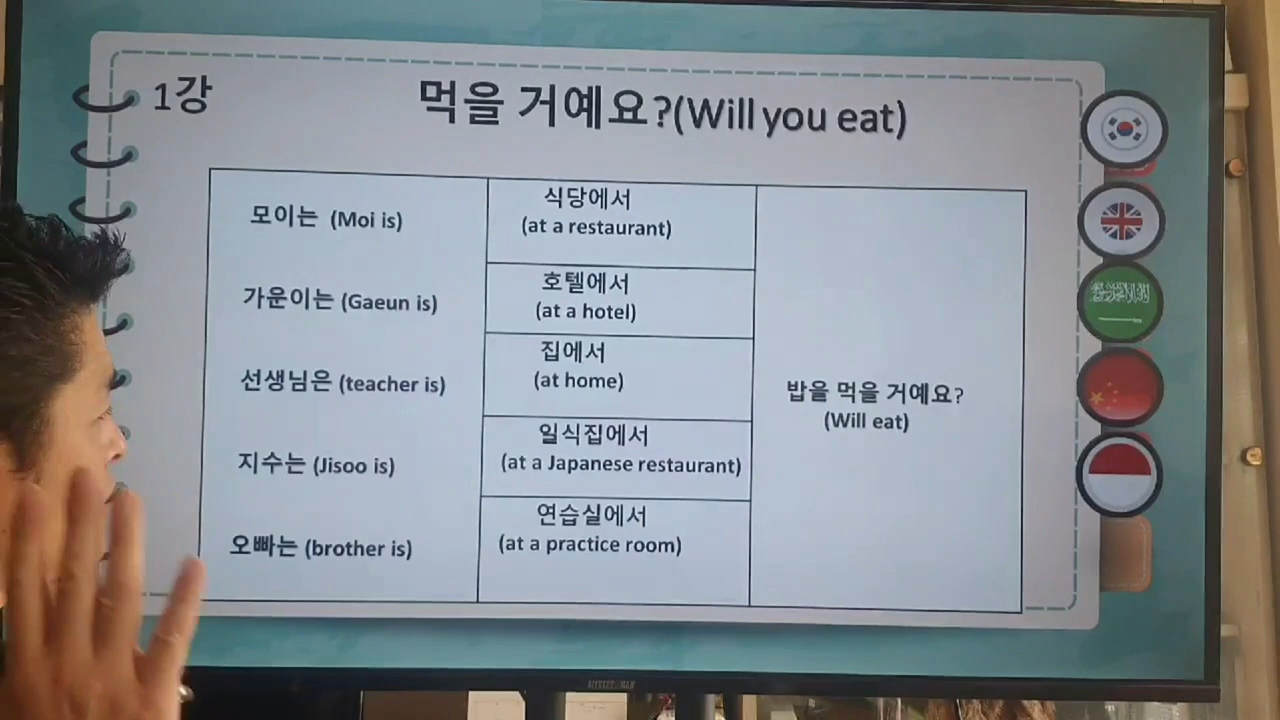 1강
먹을 거예요?(Will you eat)
모이는 (Moi is)
가운이는 (Gaeun is)
선생님은 (teacher is)
지수는 (Jisoo is)
오빠는 (brother is)
식당에서
(at a restaurant)
호텔에서
(at a hotel)
집에서
(at home)
일식집에서
(at a Japanese restaurant)
연습실에서
(at a practice room)
밥을 먹을 거예요?
(Will eat)